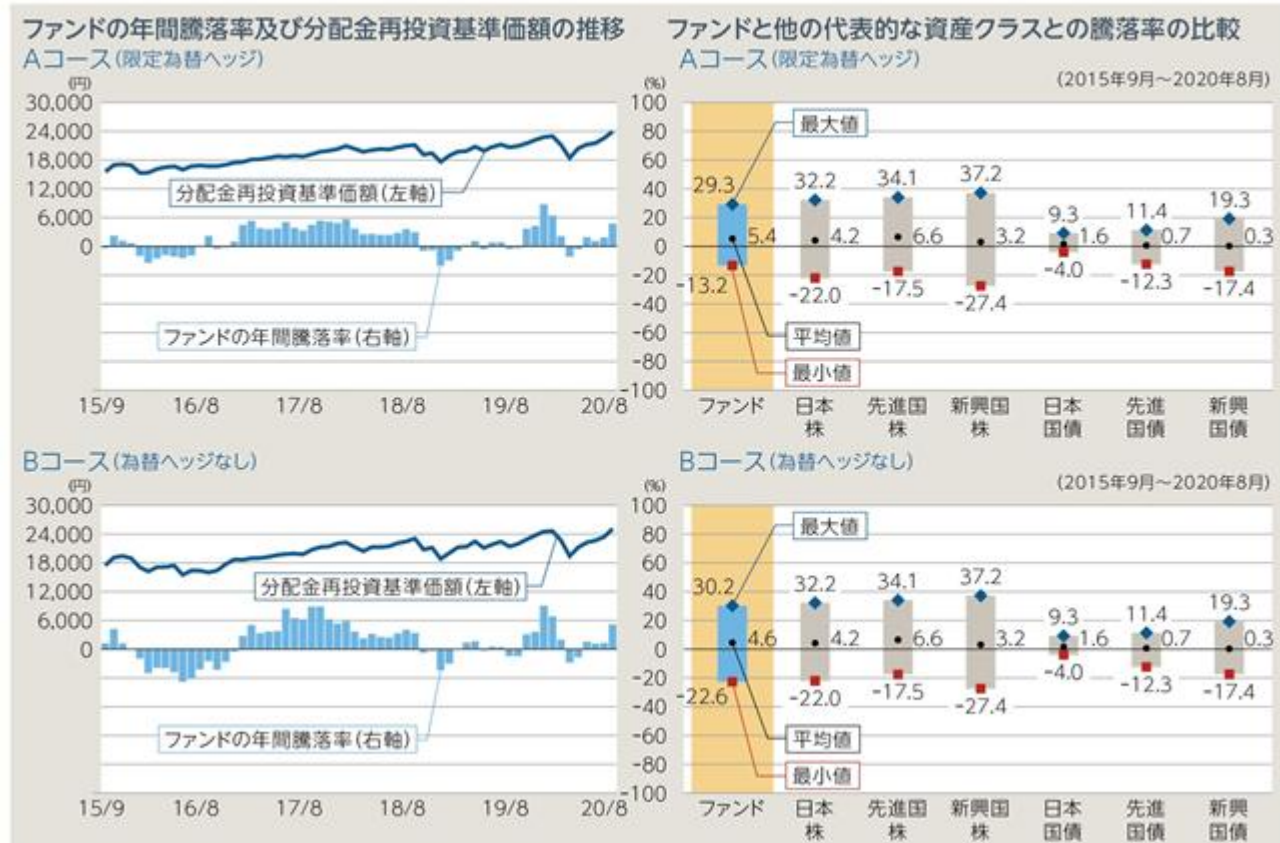 ファンドの年間騰落率及び分配金再投資基準価額の推移
Aコース(限定為替ヘッジ)
(円)
30,000
24,000
18,000
12,000
6,000
0
分配金再投資基準価額(左軸)
ファンドの年間騰落率(右軸)
(%)
100
80
60
40
20
0
-20
-40
-60
-80
-100
15/9 16/8 17/8 18/8 19/8 20/8
ファンドと他の代表的な資産クラスとの騰落率の比較
Aコース(限定為替ヘッジ)
(2015年9月~2020年8月)
最大値
29.3 32.2 34.1 37.2 9.3 11.4 19.3
5.4 4.2 6.6 3.2 1.6 0.7 0.3
-13.2 -22.0 -17.5 -27.4 -4.0 -12.3 -17.4
平均値
最小値
ファンド 日本 先進国 新興国 日本 先進 新興
株 株 株 国債 国債 国債
Bコース(為替ヘッジなし)
(円)
30,000
24,000
18,000
12,000
6,000
0
分配金再投資基準価額(左軸)
ファンドの年間騰落率(右軸)
(%)
100
80
60
40
20
0
-20
-40
-60
-80
-100
15/9 16/8 17/8 18/8 19/8 20/8
Bコース(為替ヘッジなし)
(2015年9月~2020年8月)
最大値
30.2 32.2 34.1 37.2 9.3 11.4 19.3
4.6 4.2 6.6 3.2 1.6 0.7 0.3
-22.6 -22.0 -17.5 -27.4 -4.0 -12.3 -17.4
平均値
最小値
ファンド 日本 先進国 新興国 日本 先進 新興
株 株 株 国債 国債 国債